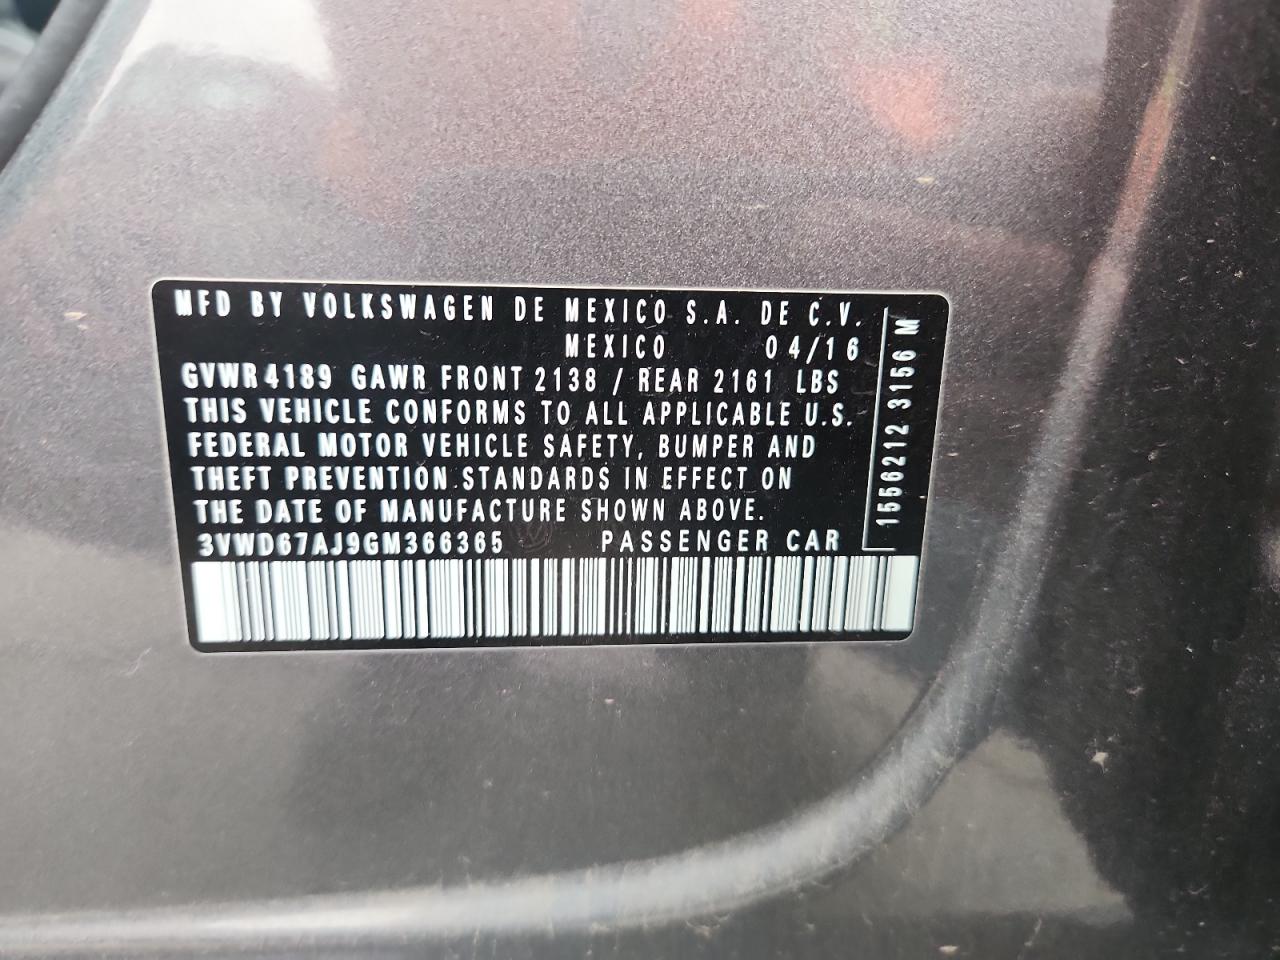 MFD BY VOLKSWAGEN DE MEXICO S.A. DE C.V.
MEXICO 04/16
GVWR 4189 GAWR FRONT 2138 / REAR 2161 LBS
THIS VEHICLE CONFORMS TO ALL APPLICABLE U.S.
FEDERAL MOTOR VEHICLE SAFETY, BUMPER AND
THEFT PREVENTION.STANDARDS IN EFFECT ON
THE DATE OF MANUFACTURE SHOWN ABOVE.
3VWD67AJ9GM366365 PASSENGER CAR
1556212 3156 M